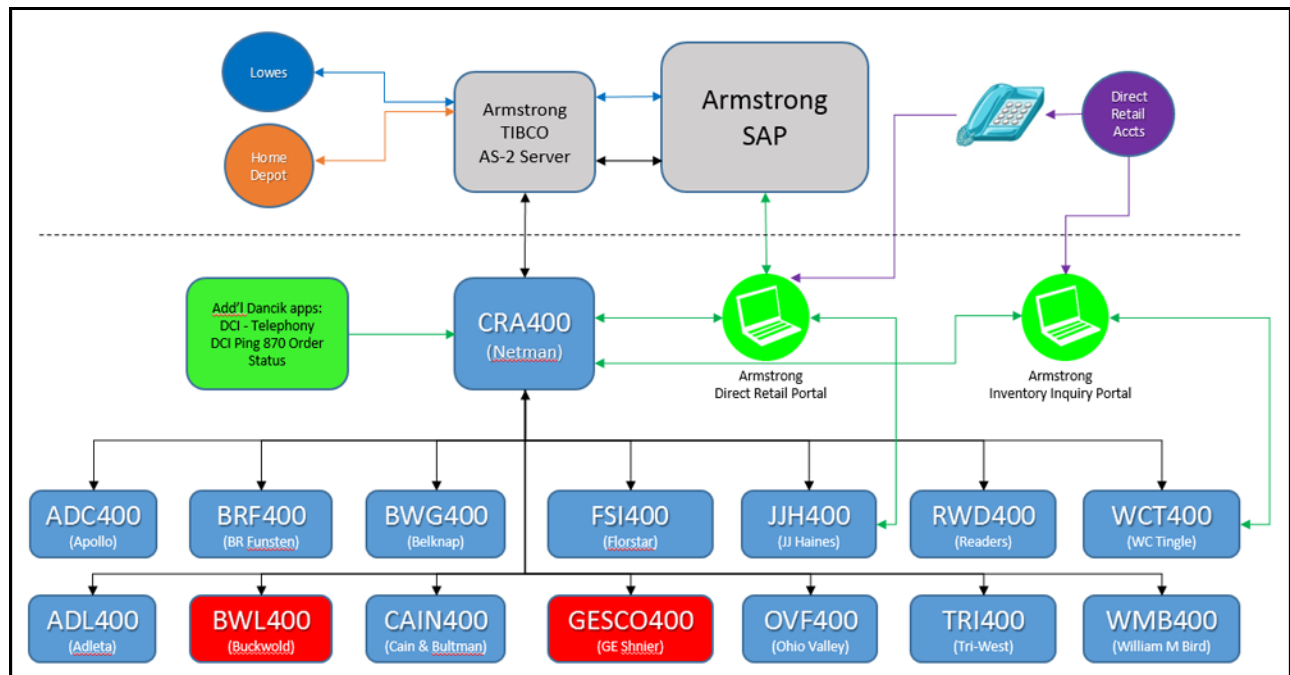 Lowes
Home
Depot
Armstrong
TIBCO
AS-2 Server
Armstrong
SAP
Direct
Retail
Accts
Add'l Dancik apps:
DCI - Telephony
DCI Ping 870 Order
Status
CRA400
(Netman)
Armstrong
Direct Retail Portal
Armstrong
Inventory Inquiry Portal
ADC400
(Apollo)
BRF400
(BR Funsten)
BWG400
(Belknap)
FSI400
(Florstar)
JJH400
(JJ Haines)
RWD400
(Readers)
WCT400
(WC Tingle)
ADL400
(Adleta)
BWL400
(Buckwold)
CAIN400
(Cain & Bultman)
GESCO400
(GE Shnier)
OVF400
(Ohio Valley)
TRI400
(Tri-West)
WMB400
(William M Bird)